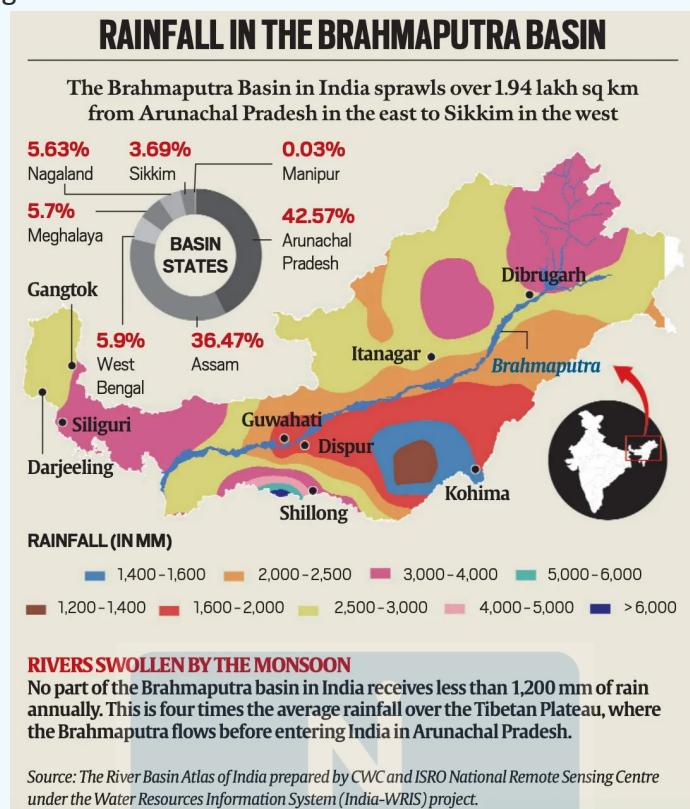 RAINFALL IN THE BRAHMAPUTRA BASIN
The Brahmaputra Basin in India sprawls over 1.94 lakh sq km
from Arunachal Pradesh in the east to Sikkim in the west
5.63%
Nagaland
3.69%
Sikkim
0.03%
Manipur
5.7%
Meghalaya
42.57%
Arunachal
Pradesh
BASIN
STATES
5.9%
West
Bengal
36.47%
Assam
Gangtok
Dibrugarh
Itanagar
Brahmaputra
Siliguri
Guwahati
Dispur
Darjeeling
Kohima
Shillong
RAINFALL (IN MM)
1,400-1,600
2,000-2,500
3,000-4,000
5,000-6,000
1,200-1,400
1,600-2,000
2,500-3,000
4,000-5,000
>6,000
RIVERS SWOLLEN BY THE MONSOON
No part of the Brahmaputra basin in India receives less than 1,200 mm of rain
annually. This is four times the average rainfall over the Tibetan Plateau, where
the Brahmaputra flows before entering India in Arunachal Pradesh.
Source: The River Basin Atlas of India prepared by CWC and ISRO National Remote Sensing Centre
under the Water Resources Information System (India-WRIS) project.